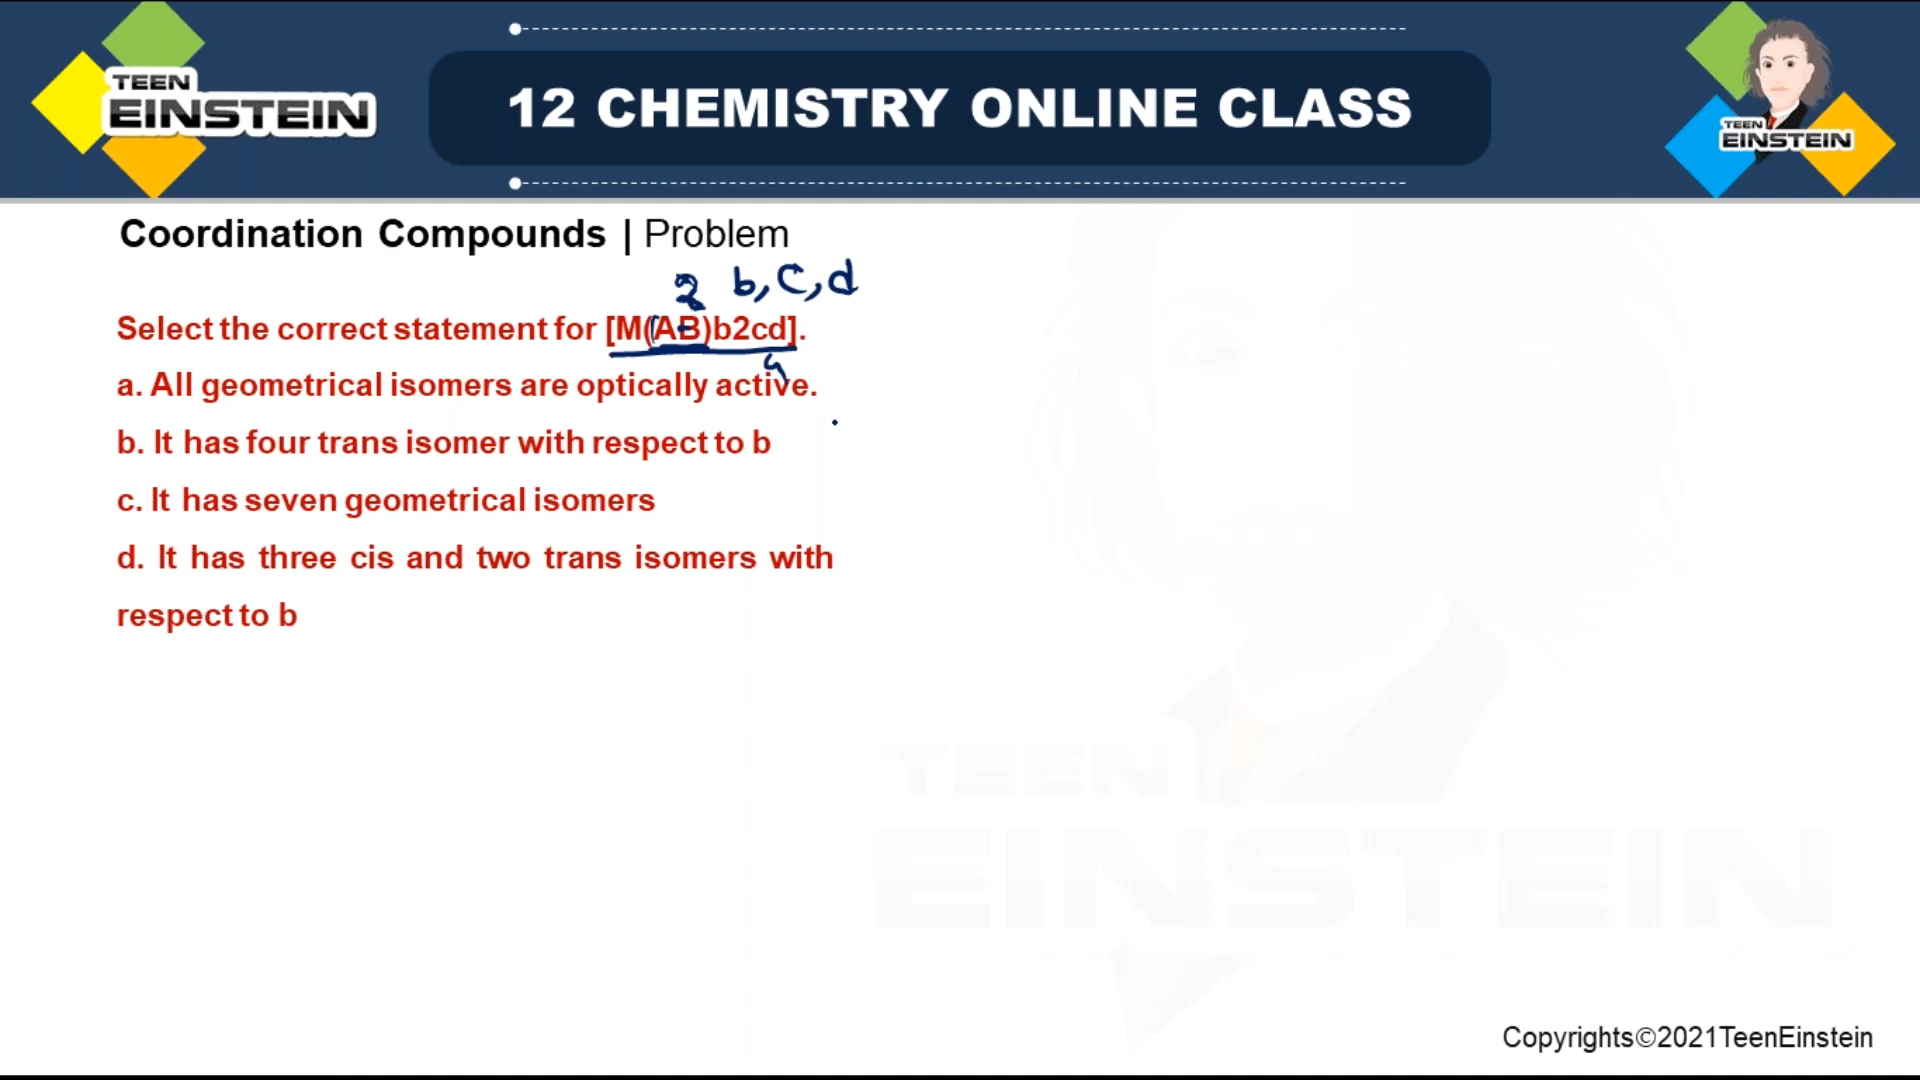 TEEN
EINSTEIN
12 CHEMISTRY ONLINE CLASS
TEEN
EINSTEIN
Coordination Compounds | Problem
2 b, c, d
Select the correct statement for [M(AB)b2cd].
a. All geometrical isomers are optically active.
b. It has four trans isomer with respect to b
c. It has seven geometrical isomers
d. It has three cis and two trans isomers with
respect to b
TEEN
EINSTEIN
Copyrights©2021TeenEinstein